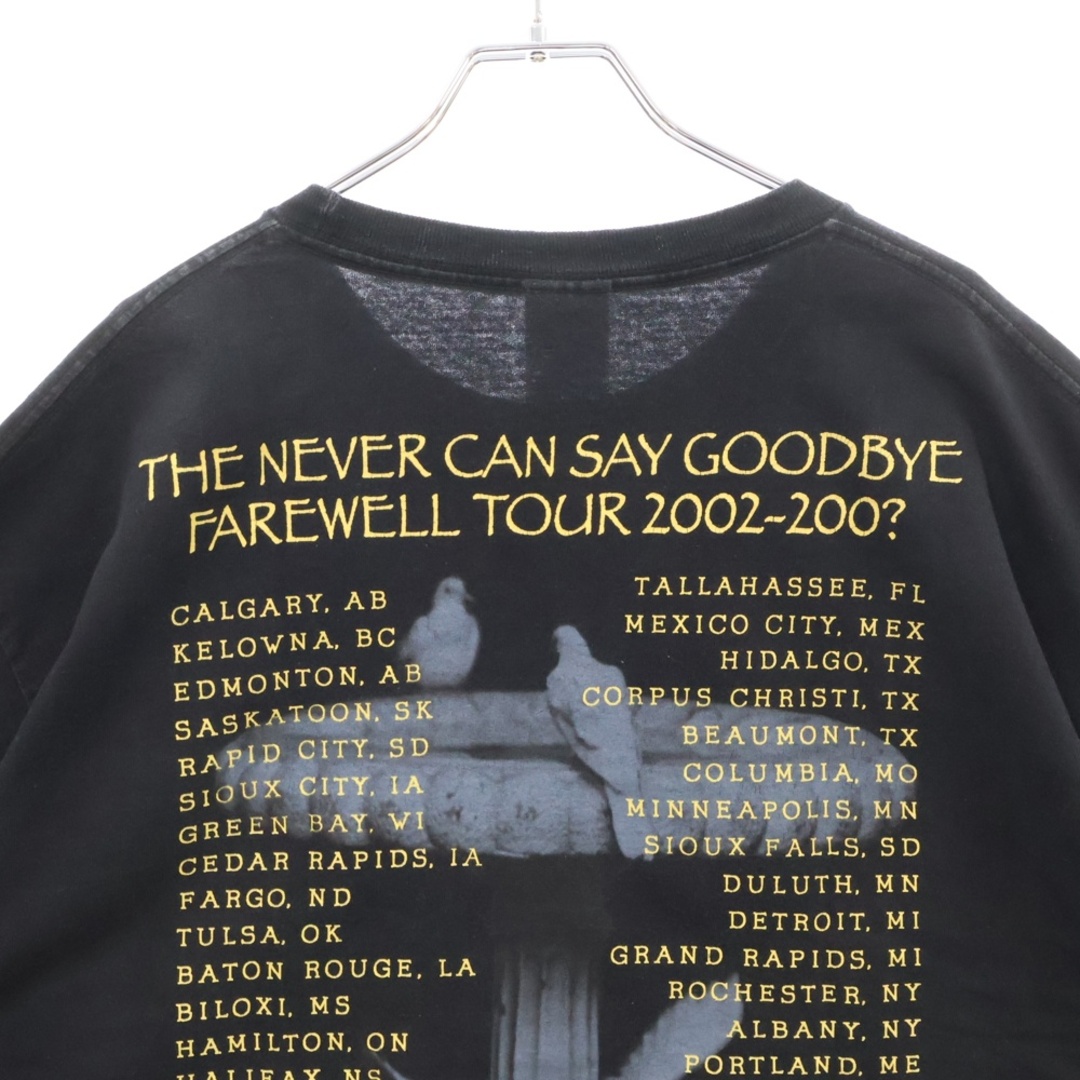 THE NEVER CAN SAY GOODBYE
FAREWELL TOUR 2002-200?
CALGARY, AB
KELOWNA, BC
EDMONTON, AB
SASKATOON, SK
RAPID CITY, SD
SIOUX CITY, IA
GREEN BAY, WI
CEDAR RAPIDS, IA
FARGO, ND
TULSA, OK
BATON ROUGE, LA
BILOXI, MS
HAMILTON, ON
HALIFAX, NS
TALLAHASSEE, FL
MEXICO CITY, MEX
HIDALGO, TX
CORPUS CHRISTI, TX
BEAUMONT, TX
COLUMBIA, MO
MINNEAPOLIS, MN
SIOUX FALLS, SD
DULUTH, MN
DETROIT, MI
GRAND RAPIDS, MI
ROCHESTER, NY
ALBANY, NY
PORTLAND, ME